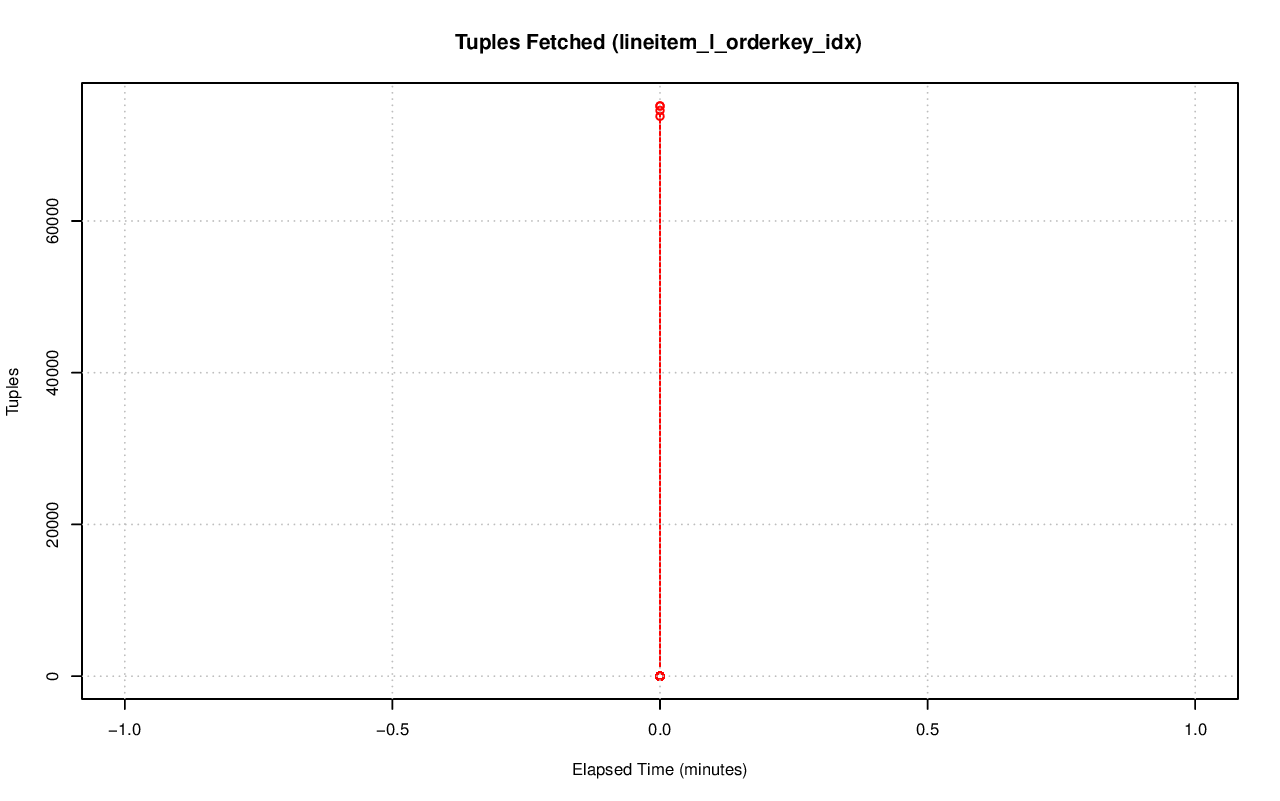 Tuples Fetched (lineitem_l_orderkey_idx)
Tuples
60000
40000
20000
0
−1.0 −0.5 0.0 0.5 1.0
Elapsed Time (minutes)